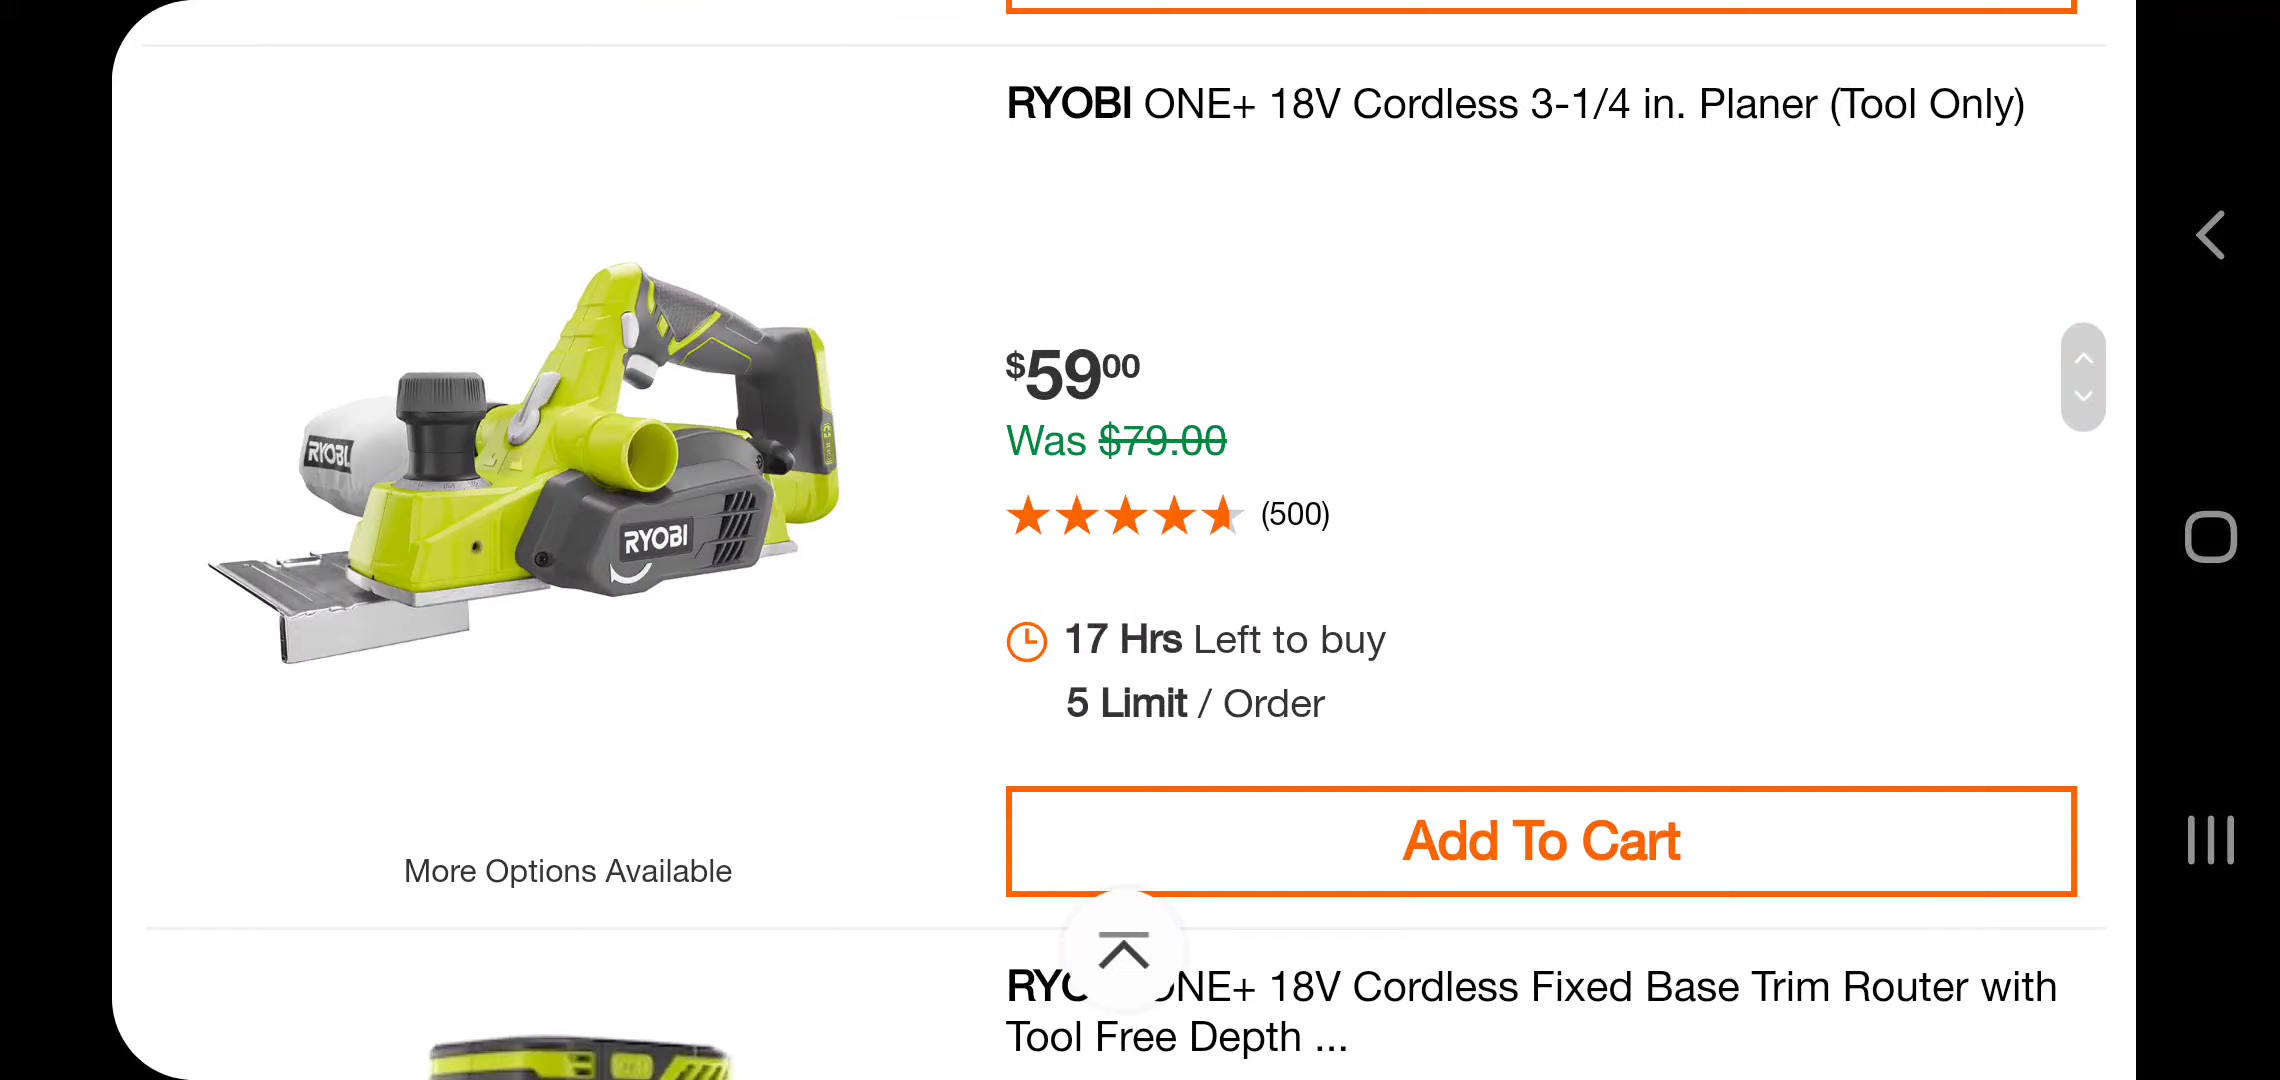 RYOBI ONE+ 18V Cordless 3-1/4 in. Planer (Tool Only)
RYOBI
RYOBI
$5900
Was $79.00
(500)
17 Hrs Left to buy
5 Limit / Order
Add To Cart
More Options Available
18V Cordless Fixed Base Trim Router with
Tool Free Depth ...